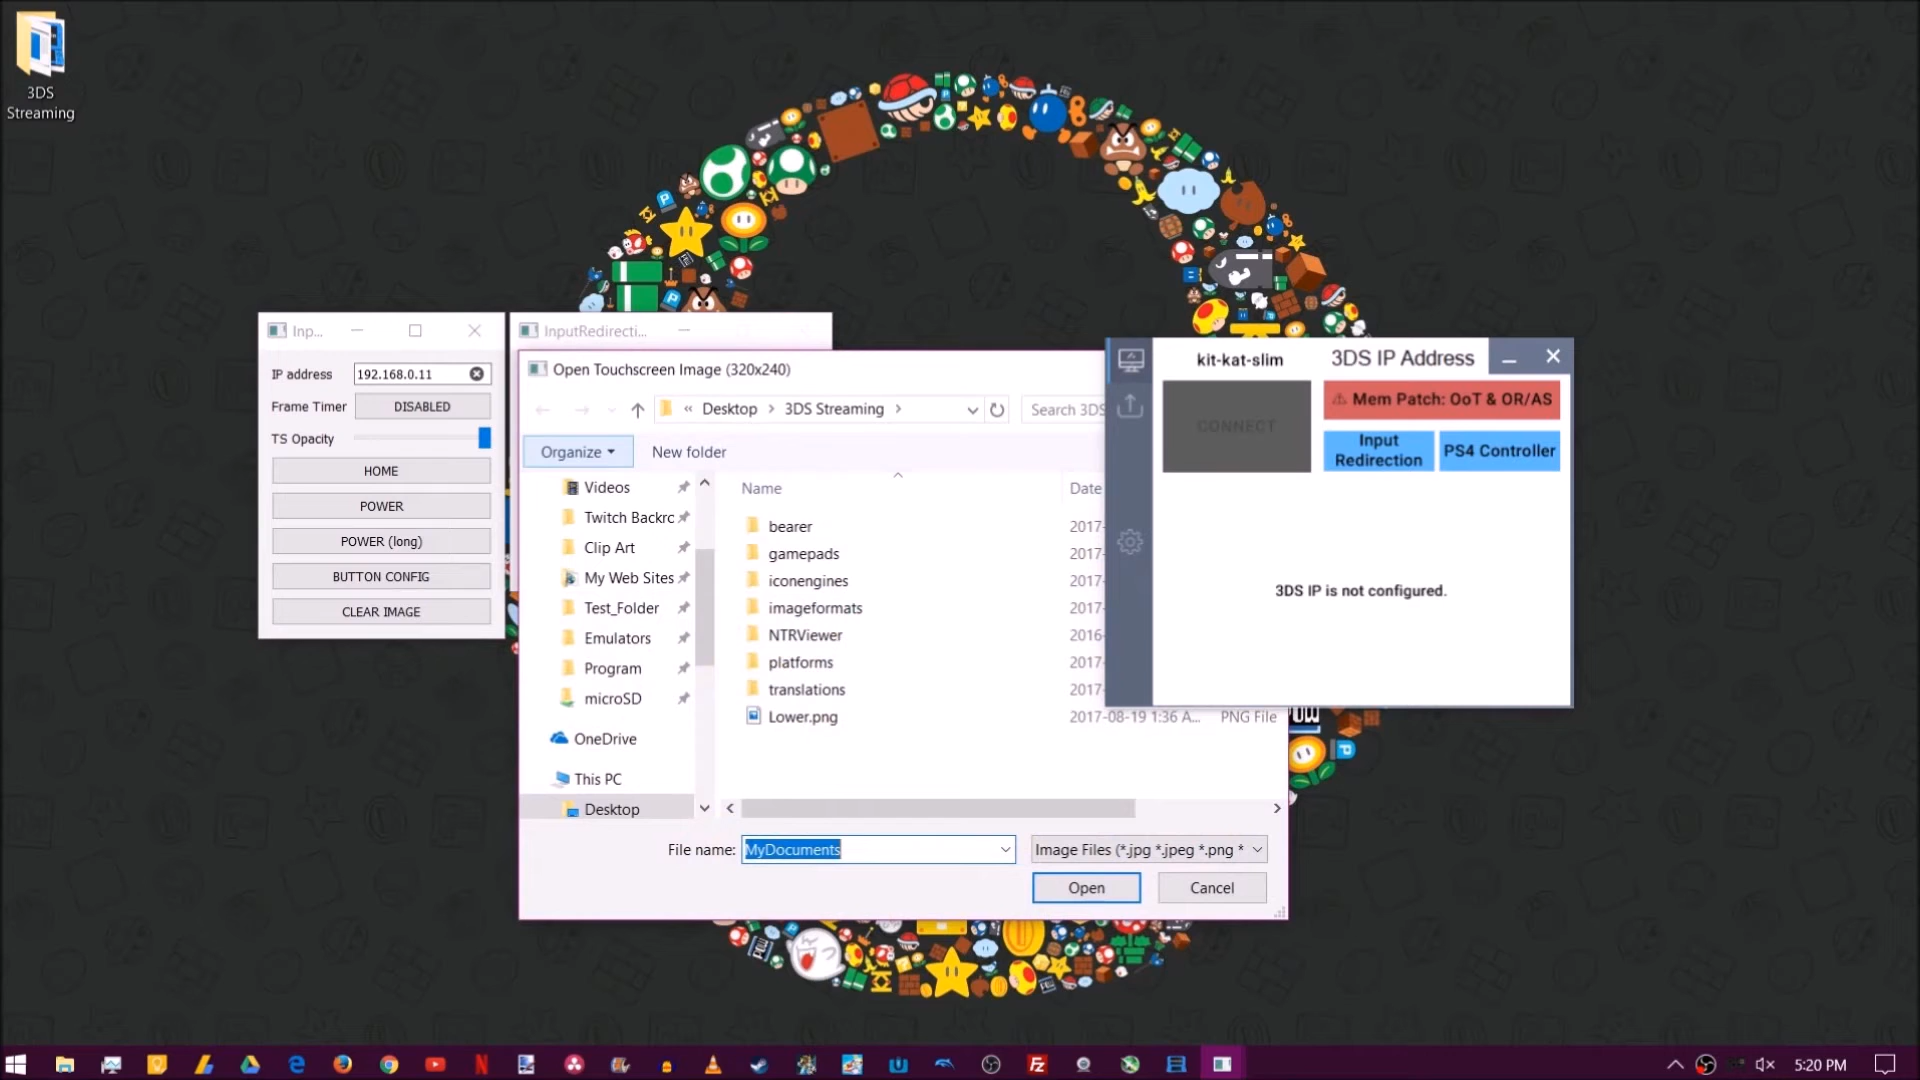 3DS
Streaming
Inp...
IP address
192.168.0.11
Frame Timer
DISABLED
TS Opacity
HOME
POWER
POWER (long)
BUTTON CONFIG
CLEAR IMAGE
InputRedirecti...
Open Touchscreen Image (320x240)
« Desktop > 3DS Streaming >
Search 3DS
Organize
New folder
Videos
Twitch Backro
Clip Art
My Web Sites
Test_Folder
Emulators
Program
microSD
OneDrive
This PC
Desktop
Name
Date
bearer
2017-
gamepads
2017-
iconengines
2017-
imageformats
2017-
NTRViewer
2016-
platforms
2017-
translations
2017-
Lower.png
2017-08-19 1:36 A...
PNG File
File name:
MyDocuments
Image Files (*.jpg *.jpeg *.png *
Open
Cancel
kit-kat-slim
3DS IP Address
CONNECT
⚠ Mem Patch: OoT & OR/AS
Input
Redirection
PS4 Controller
3DS IP is not configured.
POW
5:20 PM